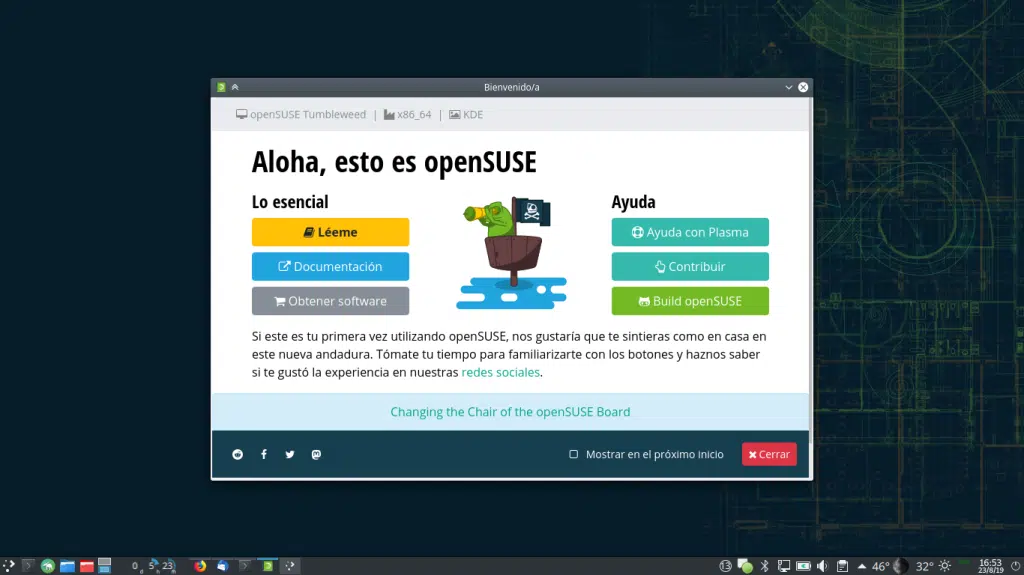 Bienvenido/a
openSUSE Tumbleweed | x86_64 | KDE
Aloha, esto es openSUSE
Lo esencial
Léeme
Documentación
Obtener software
Ayuda
Ayuda con Plasma
Contribuir
Build openSUSE
Si este es tu primera vez utilizando openSUSE, nos gustaría que te sintieras como en casa en
este nueva andadura. Tómate tu tiempo para familiarizarte con los botones y haznos saber
si te gustó la experiencia en nuestras redes sociales.
Changing the Chair of the openSUSE Board
Mostrar en el próximo inicio
Cerrar
0 5 23
13
46° 32°
16:53
23/8/19